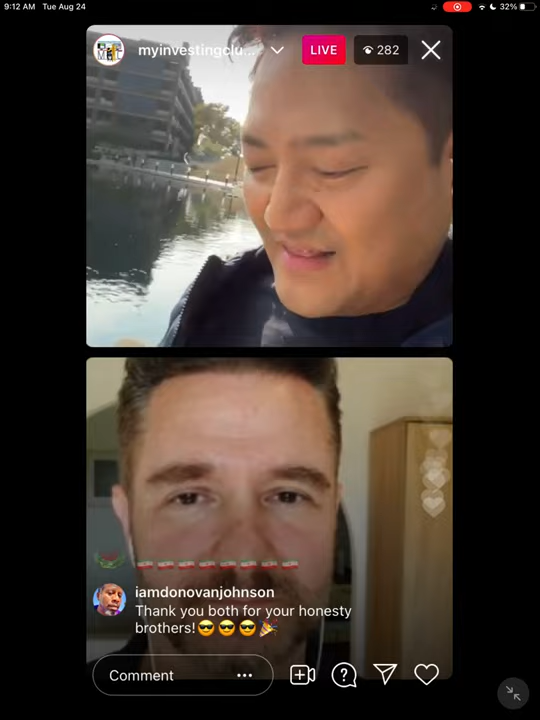 9:12 AM Tue Aug 24
32%
myinvestingclu...
LIVE
282
iamdonovanjohnson
Thank you both for your honesty
brothers!😎😎😎🎉
Comment